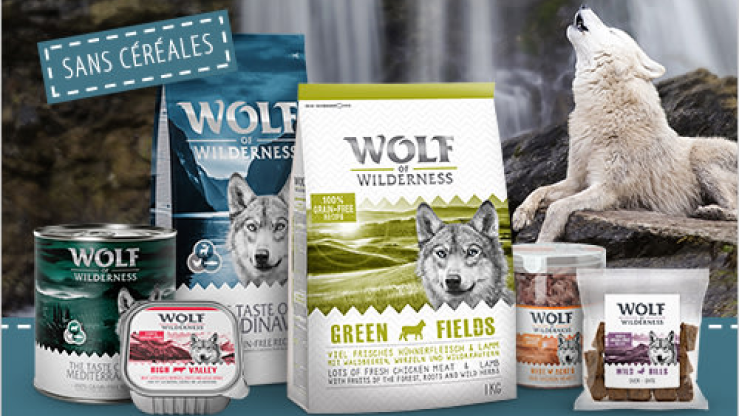 SANS CÉRÉALES
WOLF
OF
WILDERNESS
THE TASTE O
MEDITERRA
WOLF
OF
WILDERNESS
TASTE O
DINAV
WOLF
OF
WILDERNESS
HIGH VALLEY
WOLF
OF
WILDERNESS
100%
GRAIN-FREE
RECIPE
GREEN FIELDS
VIEL FRISCHES HÜHNERFLEISCH & LAMM
MIT WALDBEEREN, WURZELN UND WILDKRÄUTERN
LOTS OF FRESH CHICKEN MEAT & LAMB
WITH FRUITS OF THE FOREST, ROOTS AND WILD HERBS
1 KG
WOLF
OF
WILDERNESS
WOLF
OF
WILDERNESS
WILD HILLS